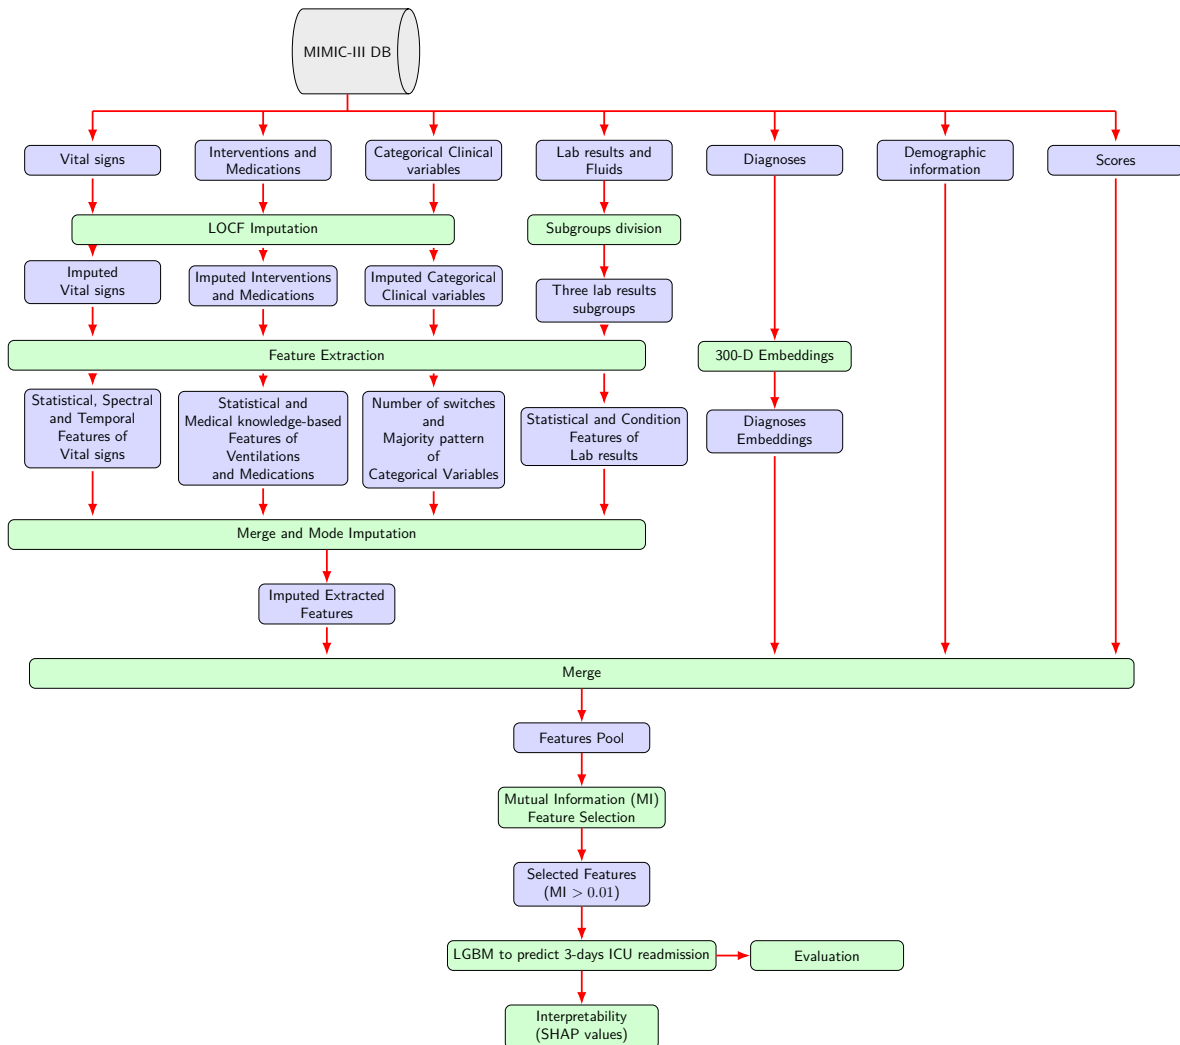 MIMIC-III DB
Vital signs
Interventions and
Medications
Categorical Clinical
variables
Lab results and
Fluids
Diagnoses
Demographic
information
Scores
LOCF Imputation
Subgroups division
Imputed
Vital signs
Imputed Interventions
and Medications
Imputed Categorical
Clinical variables
Three lab results
subgroups
Feature Extraction
300-D Embeddings
Statistical, Spectral
and Temporal
Features of
Vital signs
Statistical and
Medical knowledge-based
Features of
Ventilations
and Medications
Number of switches
and
Majority pattern
of
Categorical Variables
Statistical and Condition
Features of
Lab results
Diagnoses
Embeddings
Merge and Mode Imputation
Imputed Extracted
Features
Merge
Features Pool
Mutual Information (MI)
Feature Selection
Selected Features
(MI > 0.01)
LGBM to predict 3-days ICU readmission
Evaluation
Interpretability
(SHAP values)